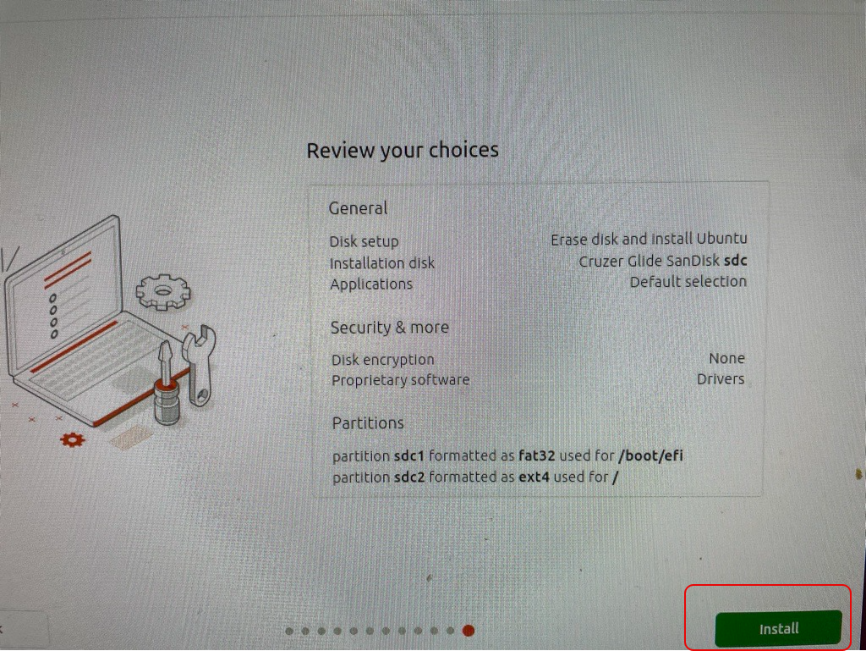 Review your choices
General
Disk setup Erase disk and install Ubuntu
Installation disk Cruzer Glide SanDisk sdc
Applications Default selection
Security & more
Disk encryption None
Proprietary software Drivers
Partitions
partition sdc1 formatted as fat32 used for /boot/efi
partition sdc2 formatted as ext4 used for /
Install